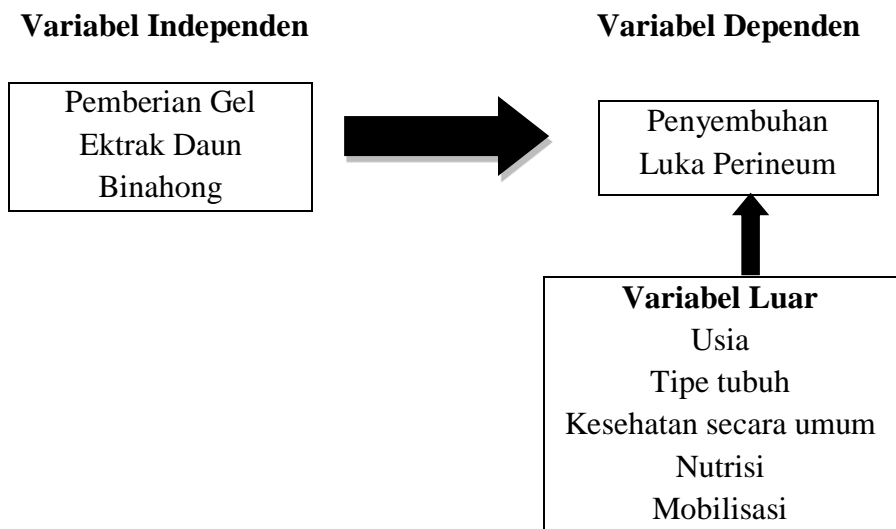 Variabel Independen
Variabel Dependen
Pemberian Gel
Ektrak Daun
Binahong
Penyembuhan
Luka Perineum
Variabel Luar
Usia
Tipe tubuh
Kesehatan secara umum
Nutrisi
Mobilisasi